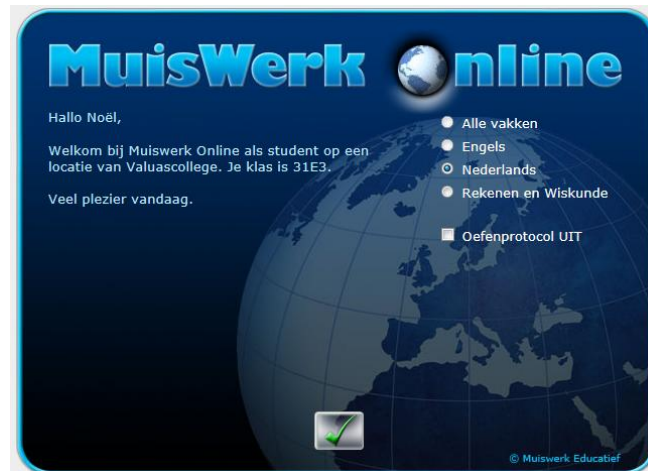 MuisWerk Online
Hallo Noël,
Welkom bij Muiswerk Online als student op een
locatie van Valuascollege. Je klas is 31E3.
Veel plezier vandaag.
Alle vakken
Engels
Nederlands
Rekenen en Wiskunde
Oefenprotocol UIT
© Muiswerk Educatief